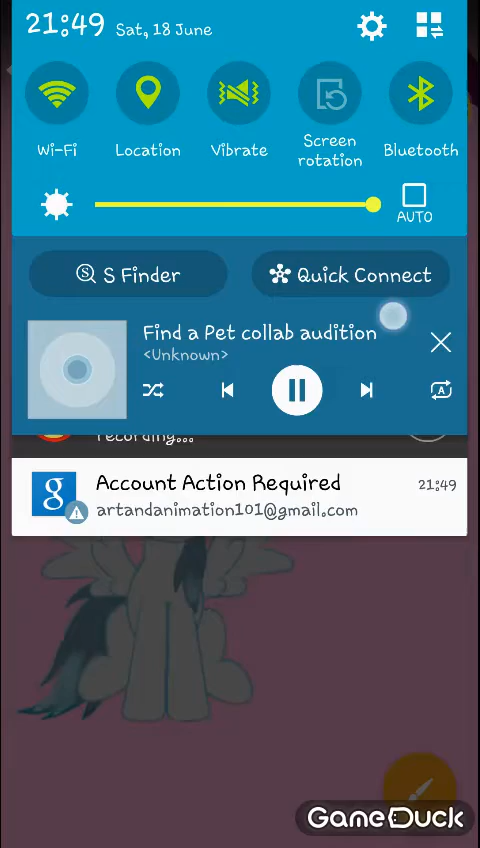 21:49 Sat, 18 June
Wi-Fi
Location
Vibrate
Screen
rotation
Bluetooth
AUTO
S Finder
Quick Connect
Find a Pet collab audition
<Unknown>
recording...
Account Action Required
21:49
artandanimation101@gmail.com
GameDuck